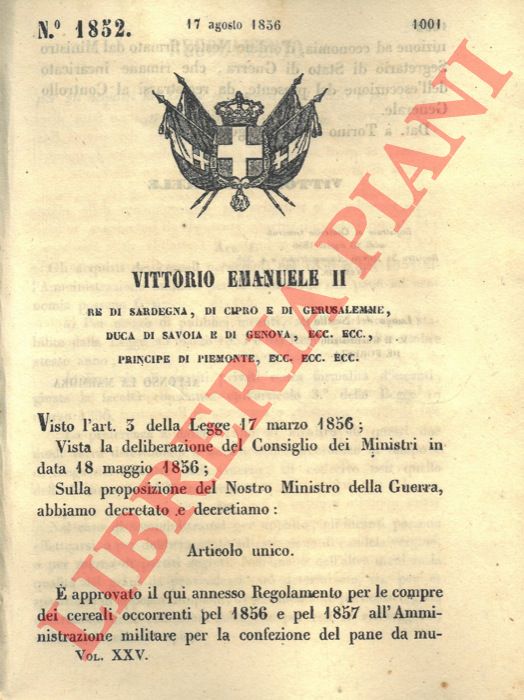 N.º 1852.
17 agosto 1856
1001
VITTORIO EMANUELE II
RE DI SARDEGNA, DI CIPRO E DI GERUSALEMME,
DUCA DI SAVOIA E DI GENOVA, ECC. ECC.,
PRINCIPE DI PIEMONTE, ECC. ECC. ECC.
Visto l'art. 3 della Legge 17 marzo 1856;
Vista la deliberazione del Consiglio dei Ministri in
data 18 maggio 1856;
Sulla proposizione del Nostro Ministro della Guerra,
abbiamo decretato e decretiamo:
Articolo unico.
È approvato il qui annesso Regolamento per le compre
dei cereali occorrenti pel 1856 e pel 1857 all'Ammi-
nistrazione militare per la confezione del pane da mu-
VOL. XXV.
LIBRERIA PIANI